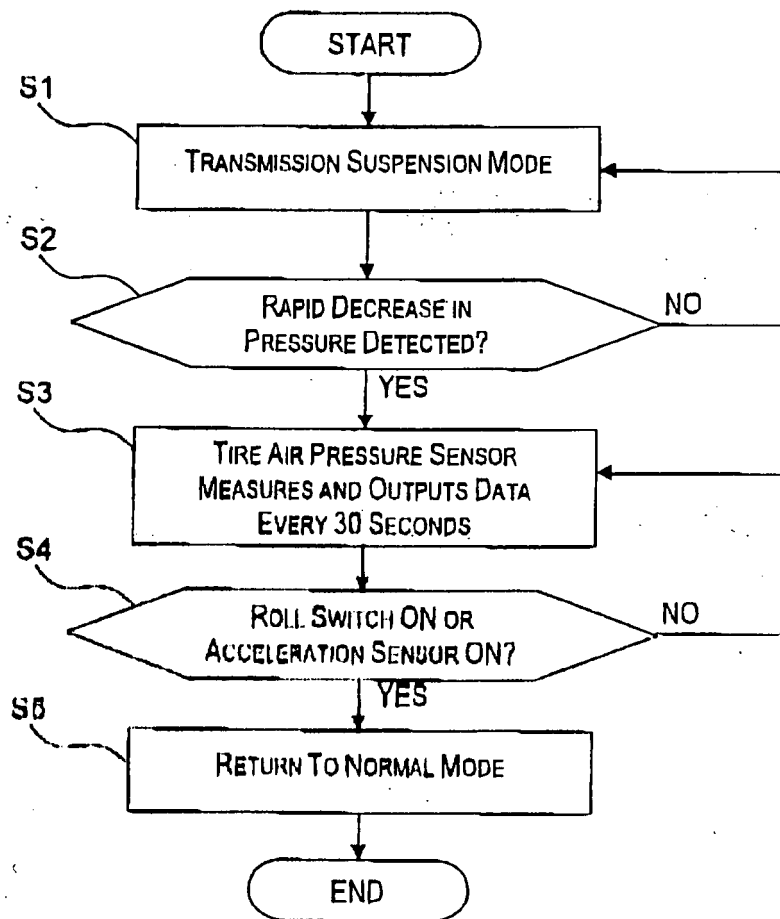 START
S1
TRANSMISSION SUSPENSION MODE
S2
RAPID DECREASE IN
PRESSURE DETECTED?
NO
YES
S3
TIRE AIR PRESSURE SENSOR
MEASURES AND OUTPUTS DATA
EVERY 30 SECONDS
S4
ROLL SWITCH ON OR
ACCELERATION SENSOR ON?
NO
YES
S5
RETURN TO NORMAL MODE
END